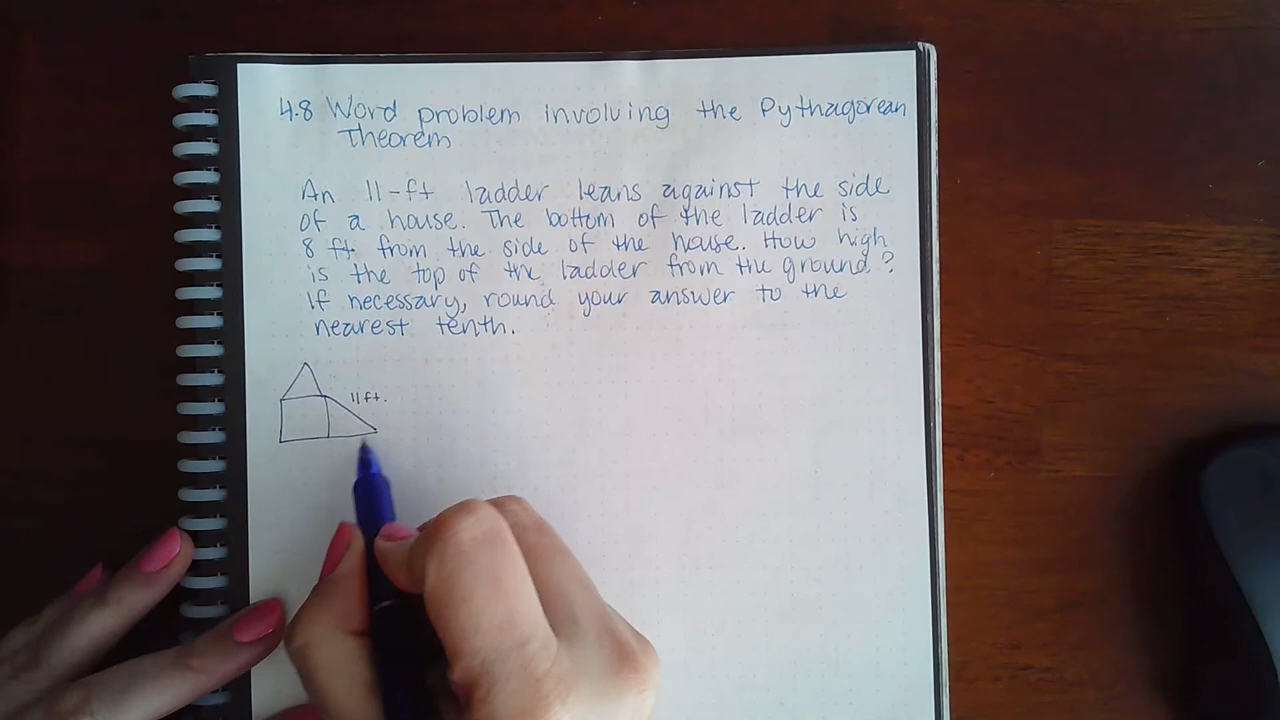 4.8 Word problem involving the Pythagorean
Theorem
An 11-ft ladder leans against the side
of a house. The bottom of the ladder is
8 ft from the side of the house. How high
is the top of the ladder from the ground?
If necessary, round your answer to the
nearest tenth.
11ft.